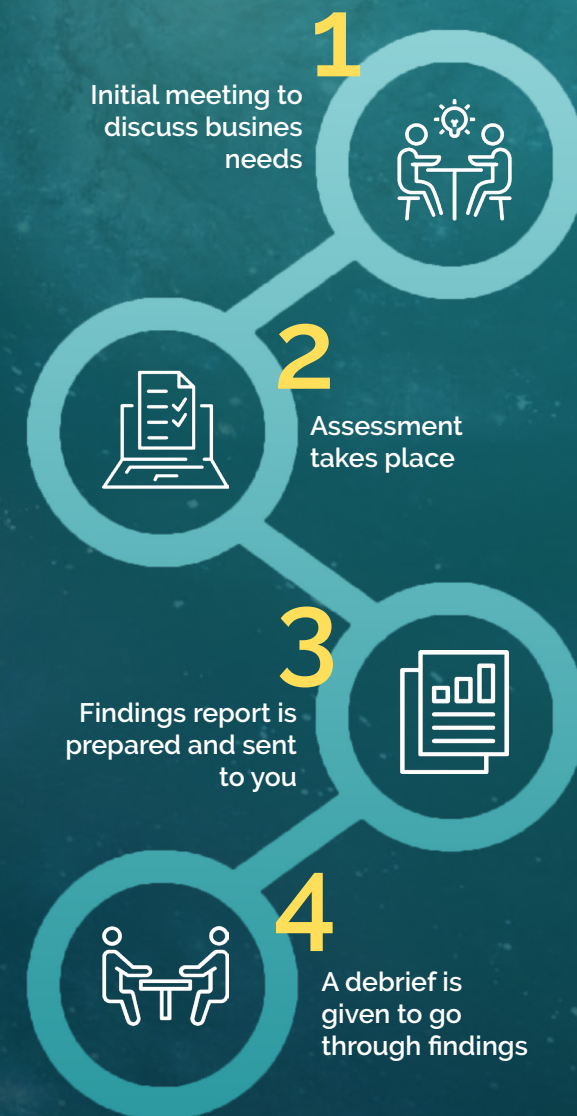 1
Initial meeting to
discuss busines
needs
2
Assessment
takes place
3
Findings report is
prepared and sent
to you
4
A debrief is
given to go
through findings